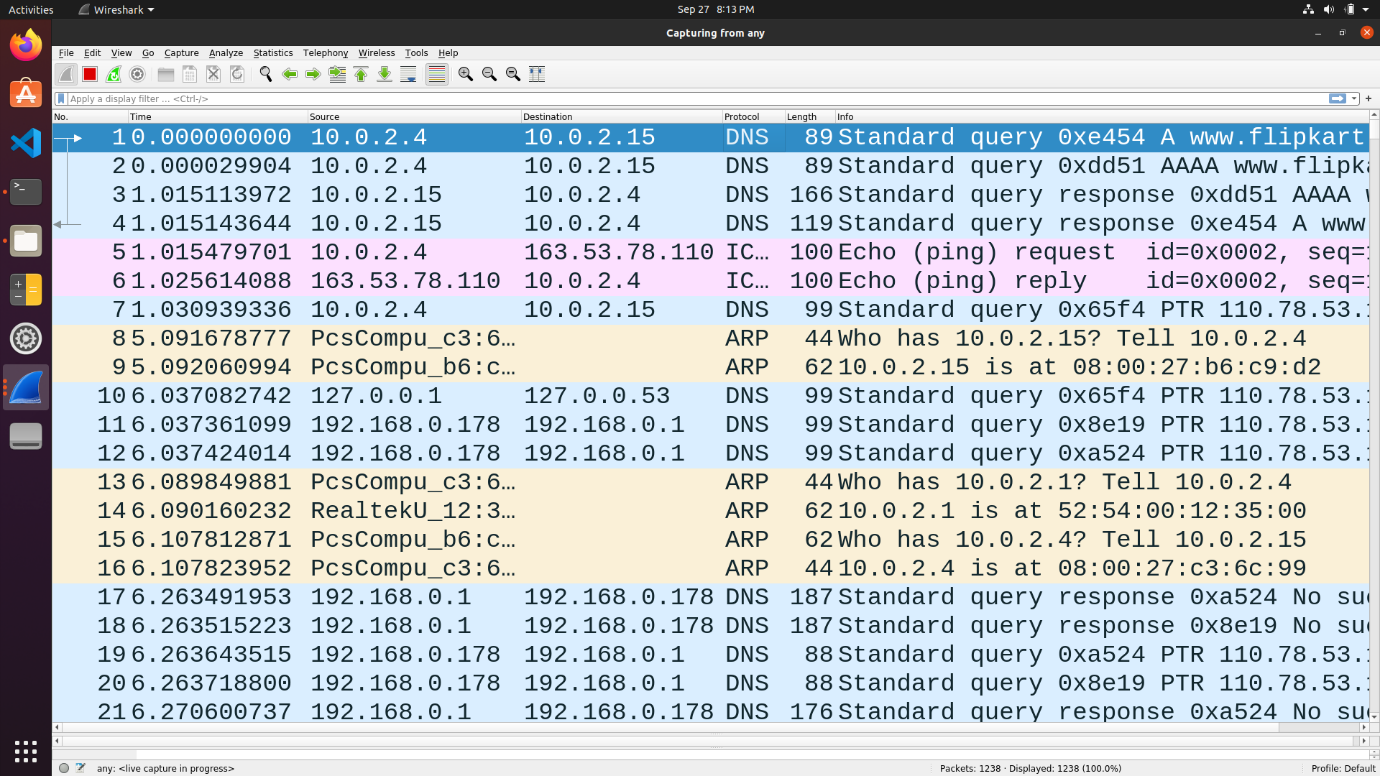 Activities Wireshark Sep 27 8:13 PM
Capturing from any
File Edit View Go Capture Analyze Statistics Telephony Wireless Tools Help
Apply a display filter ... <Ctrl-/>
No. Time Source Destination Protocol Length Info
1 0.000000000 10.0.2.4 10.0.2.15 DNS 89 Standard query 0xe454 A www.flipkart
2 0.000029904 10.0.2.4 10.0.2.15 DNS 89 Standard query 0xdd51 AAAA www.flipk
3 1.015113972 10.0.2.15 10.0.2.4 DNS 166 Standard query response 0xdd51 AAAA
4 1.015143644 10.0.2.15 10.0.2.4 DNS 119 Standard query response 0xe454 A www
5 1.015479701 10.0.2.4 163.53.78.110 IC... 100 Echo (ping) request id=0x0002, seq=
6 1.025614088 163.53.78.110 10.0.2.4 IC... 100 Echo (ping) reply id=0x0002, seq=
7 1.030939336 10.0.2.4 10.0.2.15 DNS 99 Standard query 0x65f4 PTR 110.78.53.
8 5.091678777 PcsCompu_c3:6... ARP 44 Who has 10.0.2.15? Tell 10.0.2.4
9 5.092060994 PcsCompu_b6:c... ARP 62 10.0.2.15 is at 08:00:27:b6:c9:d2
10 6.037082742 127.0.0.1 127.0.0.53 DNS 99 Standard query 0x65f4 PTR 110.78.53.
11 6.037361099 192.168.0.178 192.168.0.1 DNS 99 Standard query 0x8e19 PTR 110.78.53.
12 6.037424014 192.168.0.178 192.168.0.1 DNS 99 Standard query 0xa524 PTR 110.78.53.
13 6.089849881 PcsCompu_c3:6... ARP 44 Who has 10.0.2.1? Tell 10.0.2.4
14 6.090160232 RealtekU_12:3... ARP 62 10.0.2.1 is at 52:54:00:12:35:00
15 6.107812871 PcsCompu_b6:c... ARP 62 Who has 10.0.2.4? Tell 10.0.2.15
16 6.107823952 PcsCompu_c3:6... ARP 44 10.0.2.4 is at 08:00:27:c3:6c:99
17 6.263491953 192.168.0.1 192.168.0.178 DNS 187 Standard query response 0xa524 No su
18 6.263515223 192.168.0.1 192.168.0.178 DNS 187 Standard query response 0x8e19 No su
19 6.263643515 192.168.0.178 192.168.0.1 DNS 88 Standard query 0xa524 PTR 110.78.53.
20 6.263718800 192.168.0.178 192.168.0.1 DNS 88 Standard query 0x8e19 PTR 110.78.53.
21 6.270600737 192.168.0.1 192.168.0.178 DNS 176 Standard query response 0xa524 No su
any: <live capture in progress> Packets: 1238 · Displayed: 1238 (100.0%) Profile: Default